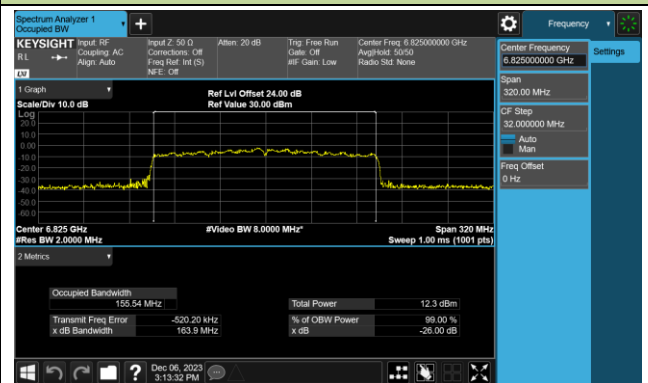 Spectrum Analyzer 1
Occupied BW
Frequency
KEYSIGHT
Input: RF
Coupling: AC
Align: Auto
Input Z: 50 Ω
Corrections: Off
Freq Ref: Int (S)
NFE: Off
Atten: 20 dB
Trig: Free Run
Gate: Off
#IF Gain: Low
Center Freq: 6.825000000 GHz
Avg|Hold: 50/50
Radio Std: None
R L
LXI
Center Frequency
6.825000000 GHz
Settings
Span
320.00 MHz
CF Step
32.000000 MHz
Auto
Man
Freq Offset
0 Hz
1 Graph
Scale/Div 10.0 dB
Ref Lvl Offset 24.00 dB
Ref Value 30.00 dBm
Log
20.0
10.0
0.0
-10.0
-20.0
-30.0
-40.0
-50.0
-60.0
Center 6.825 GHz
#Video BW 8.0000 MHz*
Span 320 MHz
#Res BW 2.0000 MHz
Sweep 1.00 ms (1001 pts)
2 Metrics
Occupied Bandwidth
155.54 MHz
Total Power 12.3 dBm
Transmit Freq Error -520.20 kHz
% of OBW Power 99.00 %
x dB Bandwidth 163.9 MHz
x dB -26.00 dB
?
Dec 06, 2023
3:13:32 PM